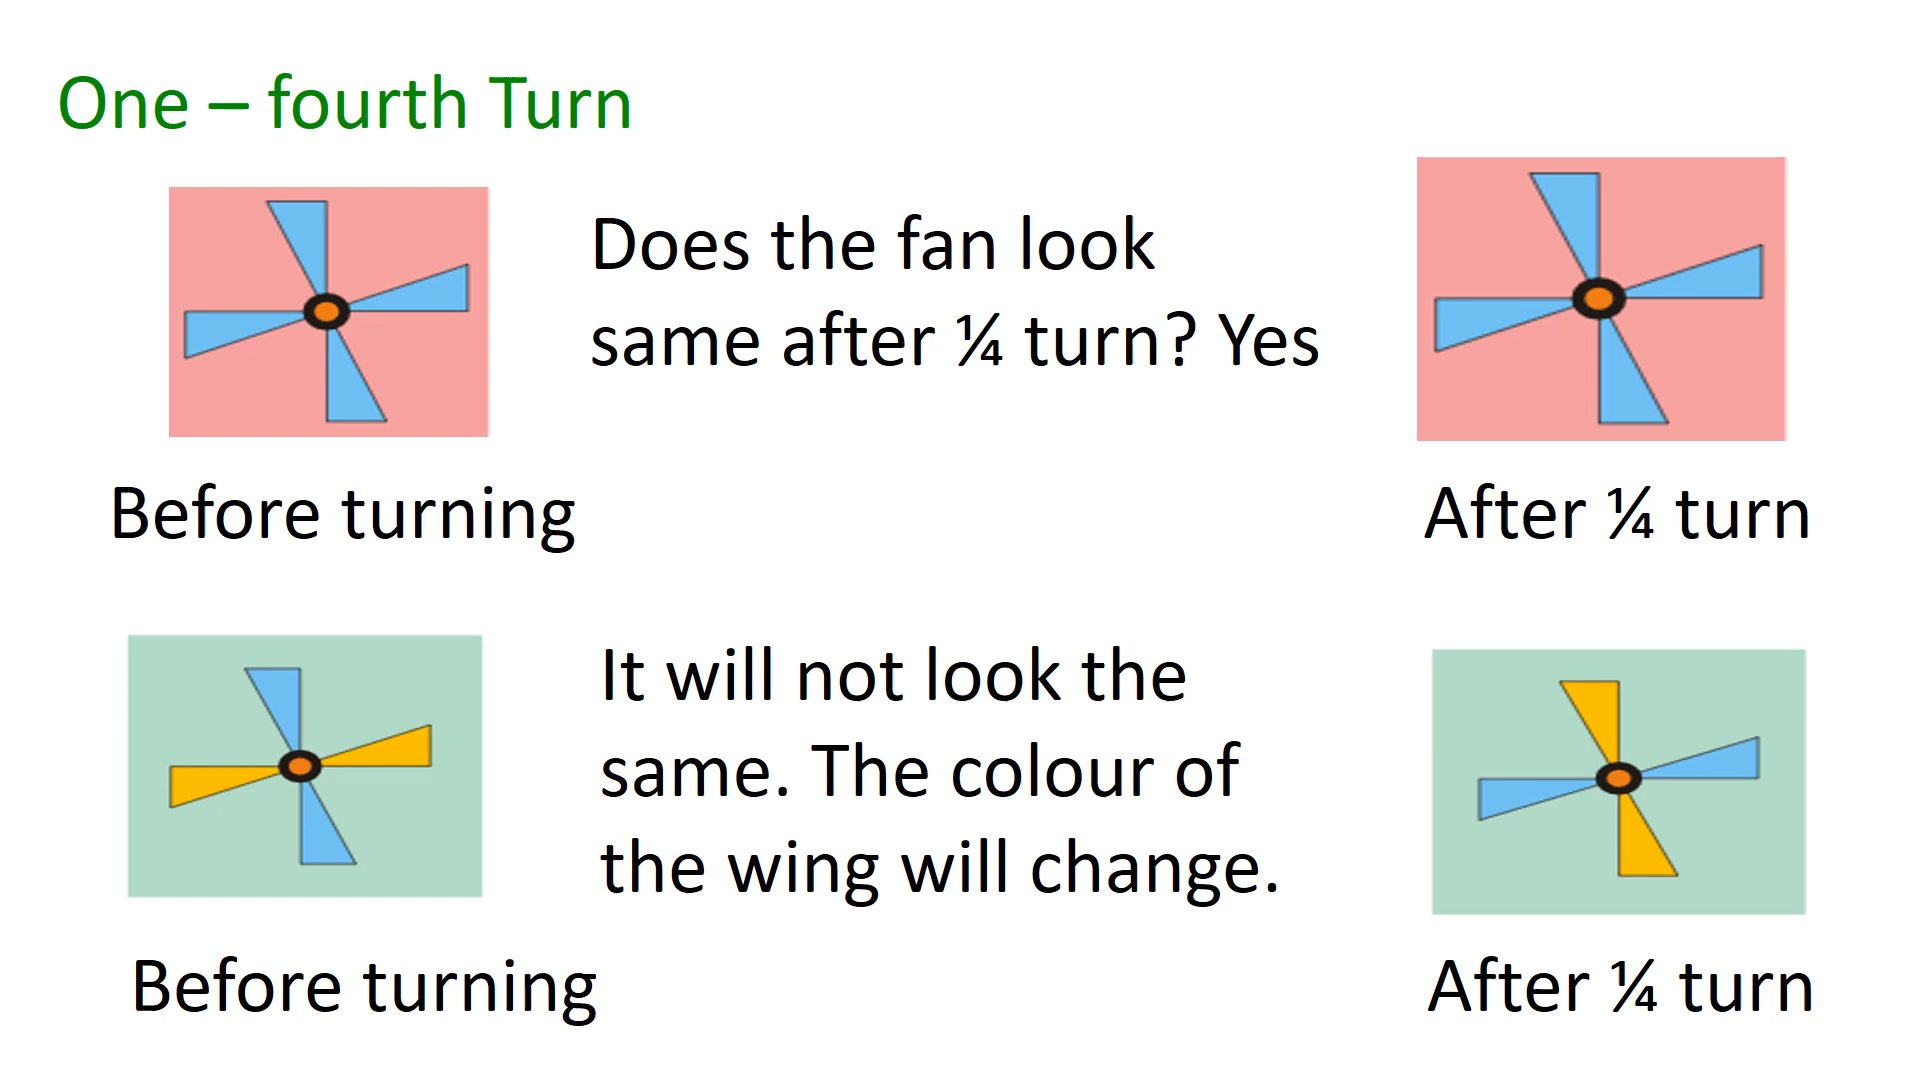 One – fourth Turn
Does the fan look
same after ¼ turn? Yes
Before turning
After ¼ turn
It will not look the
same. The colour of
the wing will change.
Before turning
After ¼ turn